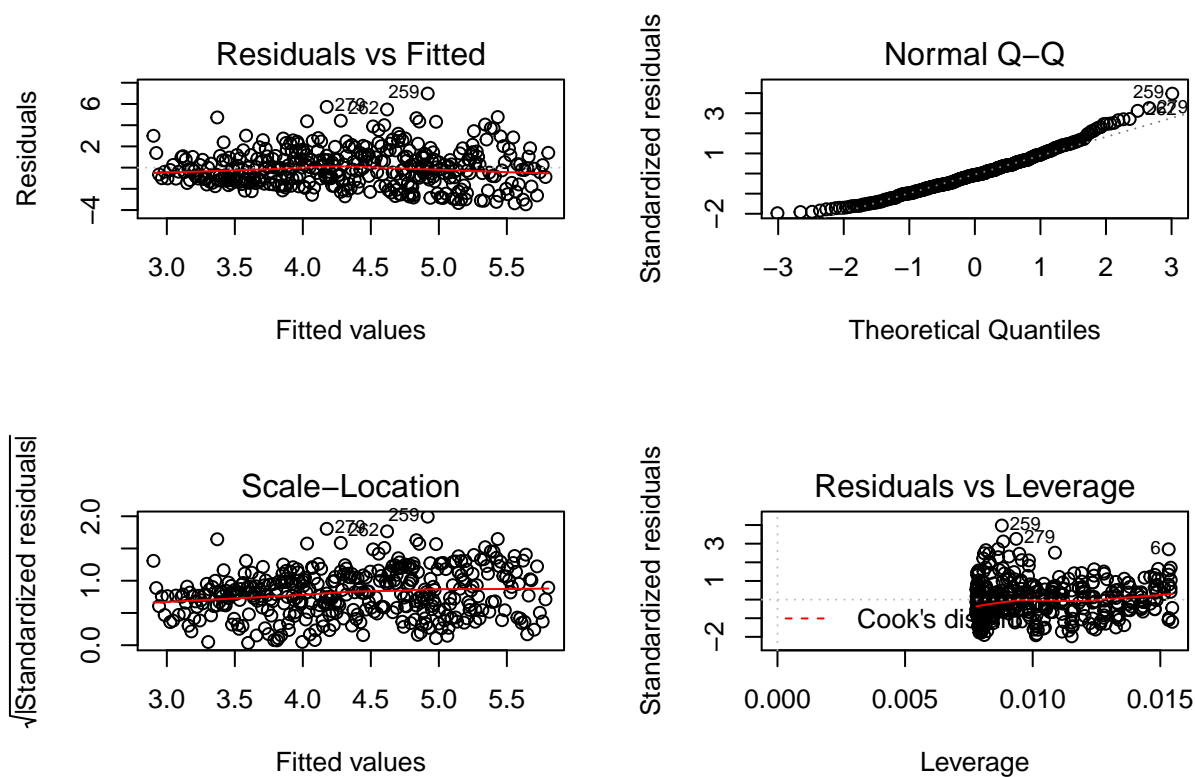 Residuals vs Fitted
Residuals
6
2
−4
279
262
259
3.0 3.5 4.0 4.5 5.0 5.5
Fitted values
Normal Q−Q
Standardized residuals
3
1
−2
259
262
279
−3 −2 −1 0 1 2 3
Theoretical Quantiles
Scale−Location
√|Standardized residuals|
2.0
1.0
0.0
279
262
259
3.0 3.5 4.0 4.5 5.0 5.5
Fitted values
Residuals vs Leverage
Standardized residuals
3
1
−2
259
279
6
Cook's dis
0.000 0.005 0.010 0.015
Leverage